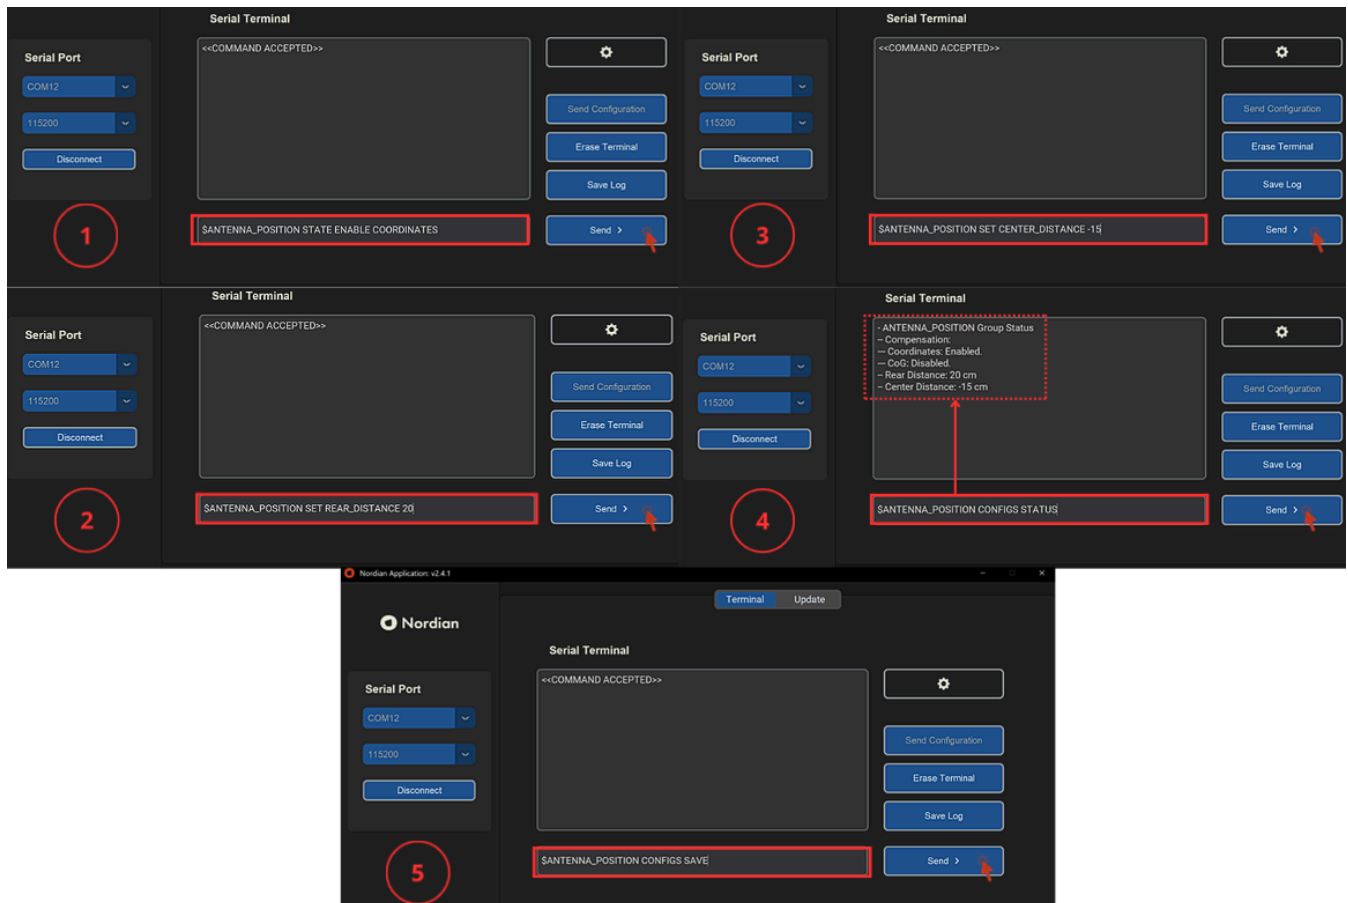 Serial Terminal
Serial Port
<<COMMAND ACCEPTED>>
COM12
115200
Disconnect
Send Configuration
Erase Terminal
Save Log
1
$ANTENNA_POSITION STATE ENABLE COORDINATES
Send >
Serial Terminal
Serial Port
<<COMMAND ACCEPTED>>
COM12
115200
Disconnect
Send Configuration
Erase Terminal
Save Log
2
$ANTENNA_POSITION SET REAR_DISTANCE 20
Send >
Serial Terminal
Serial Port
<<COMMAND ACCEPTED>>
COM12
115200
Disconnect
Send Configuration
Erase Terminal
Save Log
3
$ANTENNA_POSITION SET CENTER_DISTANCE -15
Send >
Serial Terminal
Serial Port
- ANTENNA_POSITION Group Status
-- Compensation:
--- Coordinates: Enabled.
--- CoG: Disabled.
-- Rear Distance: 20 cm
-- Center Distance: -15 cm
COM12
115200
Disconnect
Send Configuration
Erase Terminal
Save Log
4
$ANTENNA_POSITION CONFIGS STATUS
Send >
Nordian Application: v2.4.1
Terminal
Update
Nordian
Serial Terminal
Serial Port
<<COMMAND ACCEPTED>>
COM12
115200
Disconnect
Send Configuration
Erase Terminal
Save Log
5
$ANTENNA_POSITION CONFIGS SAVE
Send >